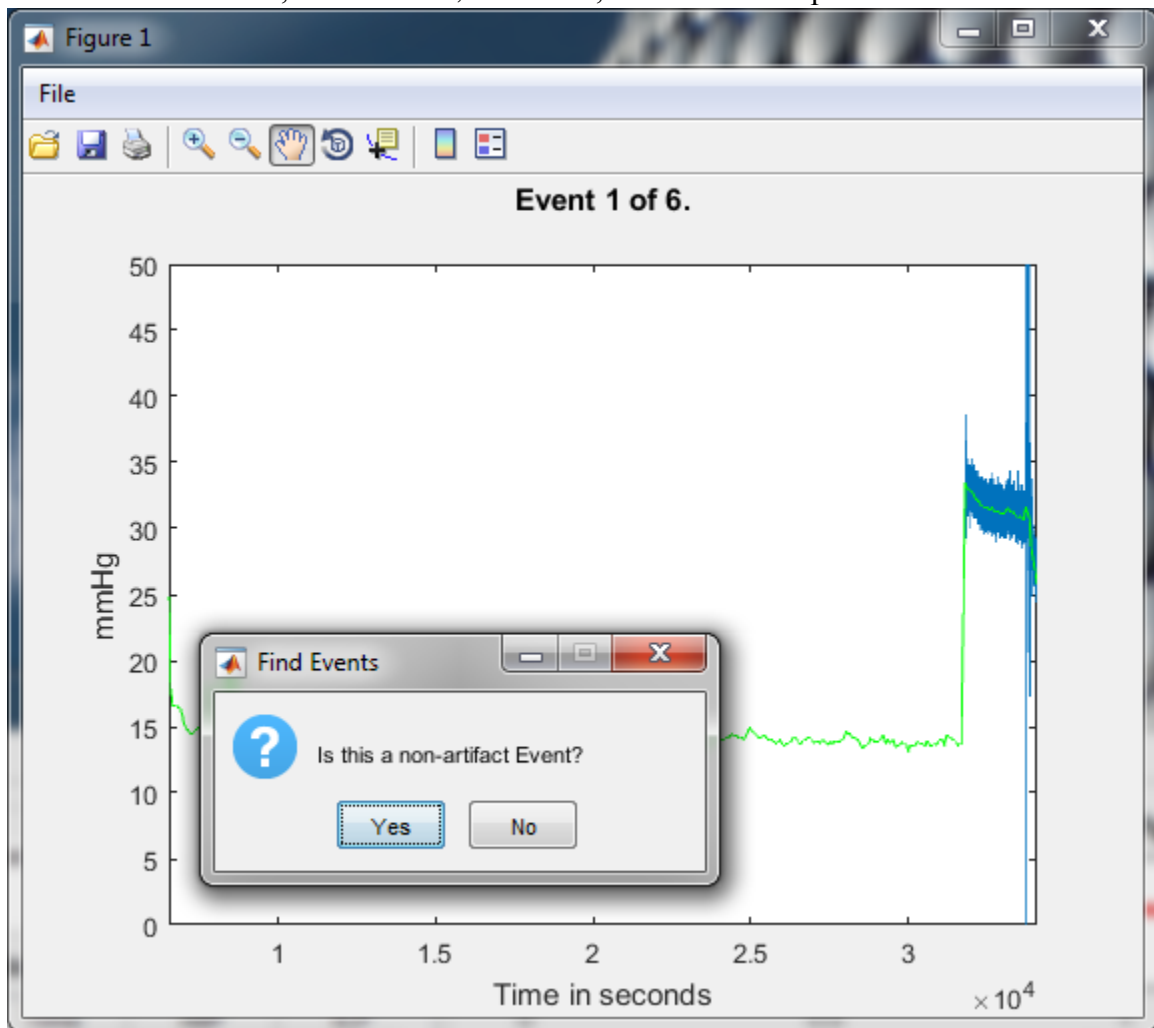 Figure 1
File
Event 1 of 6.
50
45
40
35
30
25
20
15
10
5
0
mmHg
Find Events
Is this a non-artifact Event?
Yes No
1 1.5 2 2.5 3
Time in seconds
×10⁴